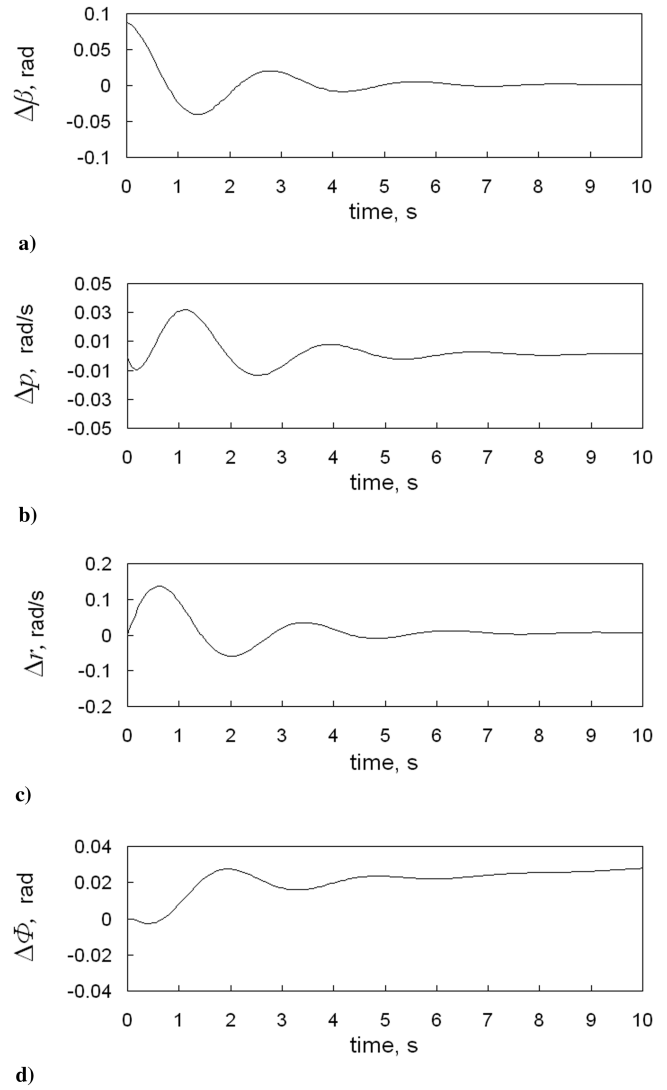 0.1
0.05
0
-0.05
-0.1
Δβ, rad
0 1 2 3 4 5 6 7 8 9 10
time, s
a)
0.05
0.03
0.01
-0.01
-0.03
-0.05
Δp, rad/s
0 1 2 3 4 5 6 7 8 9 10
time, s
b)
0.2
0.1
0
-0.1
-0.2
Δr, rad/s
0 1 2 3 4 5 6 7 8 9 10
time, s
c)
0.04
0.02
0
-0.02
-0.04
ΔΦ, rad
0 1 2 3 4 5 6 7 8 9 10
time, s
d)